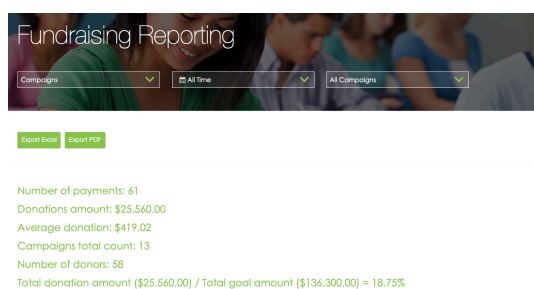 Fundraising Reporting
Campaigns All Time All Campaigns
Export Excel Export PDF
Number of payments: 61
Donations amount: $25,560.00
Average donation: $419.02
Campaigns total count: 13
Number of donors: 58
Total donation amount ($25,560.00) / Total goal amount ($136,300.00) = 18.75%